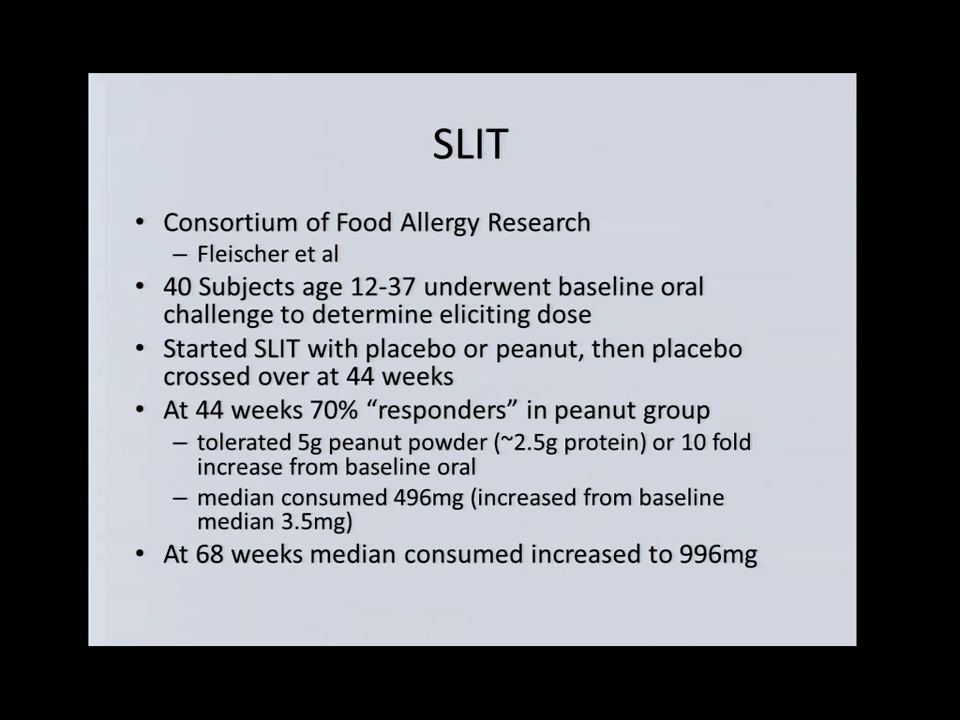 SLIT
• Consortium of Food Allergy Research
– Fleischer et al
• 40 Subjects age 12-37 underwent baseline oral
challenge to determine eliciting dose
• Started SLIT with placebo or peanut, then placebo
crossed over at 44 weeks
• At 44 weeks 70% “responders” in peanut group
– tolerated 5g peanut powder (~2.5g protein) or 10 fold
increase from baseline oral
– median consumed 496mg (increased from baseline
median 3.5mg)
• At 68 weeks median consumed increased to 996mg